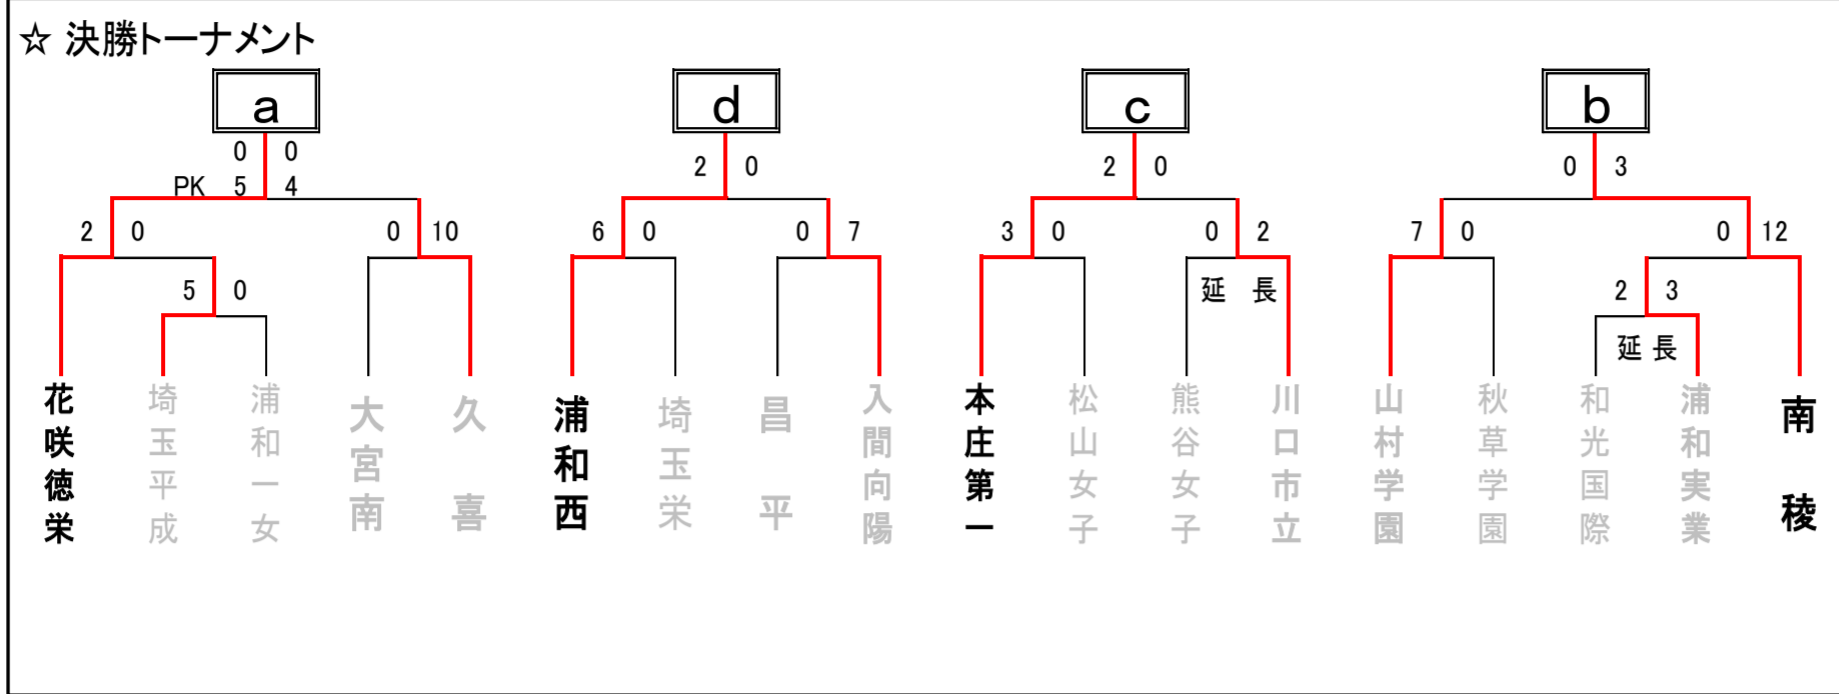 ☆ 決勝トーナメント
a d c b
0 0 2 0 2 0 0 3
PK 5 4
2 0 0 10 6 0 0 7 3 0 0 2 7 0 0 12
5 0 延 長 2 3
延 長
花咲徳栄
埼玉平成
浦和一女
大宮南
久喜
浦和西
埼玉栄
昌平
入間向陽
本庄第一
松山女子
熊谷女子
川口市立
山村学園
秋草学園
和光国際
浦和実業
南稜